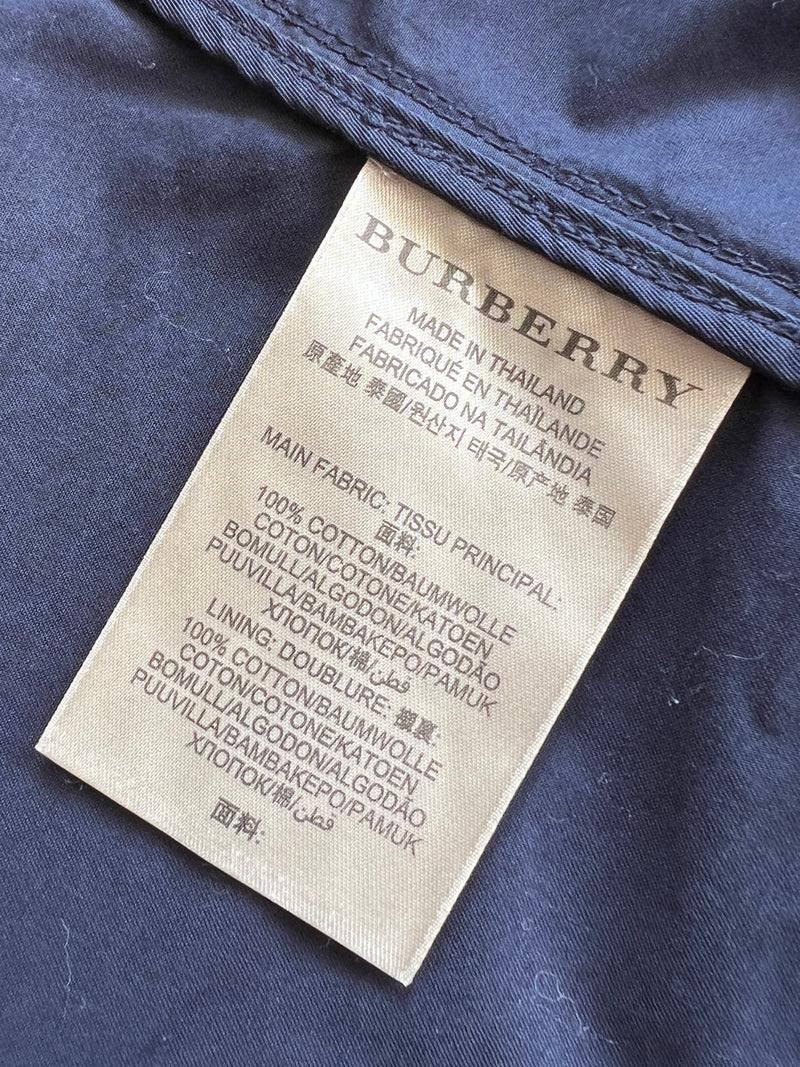 BURBERRY
MADE IN THAILAND
FABRIQUÉ EN THAÏLANDE
FABRICADO NA TAILÂNDIA
原產地 泰國/원산지 태국/原产地 泰国
MAIN FABRIC: TISSU PRINCIPAL:
面料:
100% COTTON/BAUMWOLLE
COTON/COTONE/KATOEN
BOMULL/ALGODON/ALGODÃO
PUUVILLA/BAMBAKEPO/PAMUK
ХЛОПОК/棉/قطن
LINING: DOUBLURE: 襯裏:
100% COTTON/BAUMWOLLE
COTON/COTONE/KATOEN
BOMULL/ALGODON/ALGODÃO
PUUVILLA/BAMBAKEPO/PAMUK
ХЛОПОК/棉/قطن
面料: